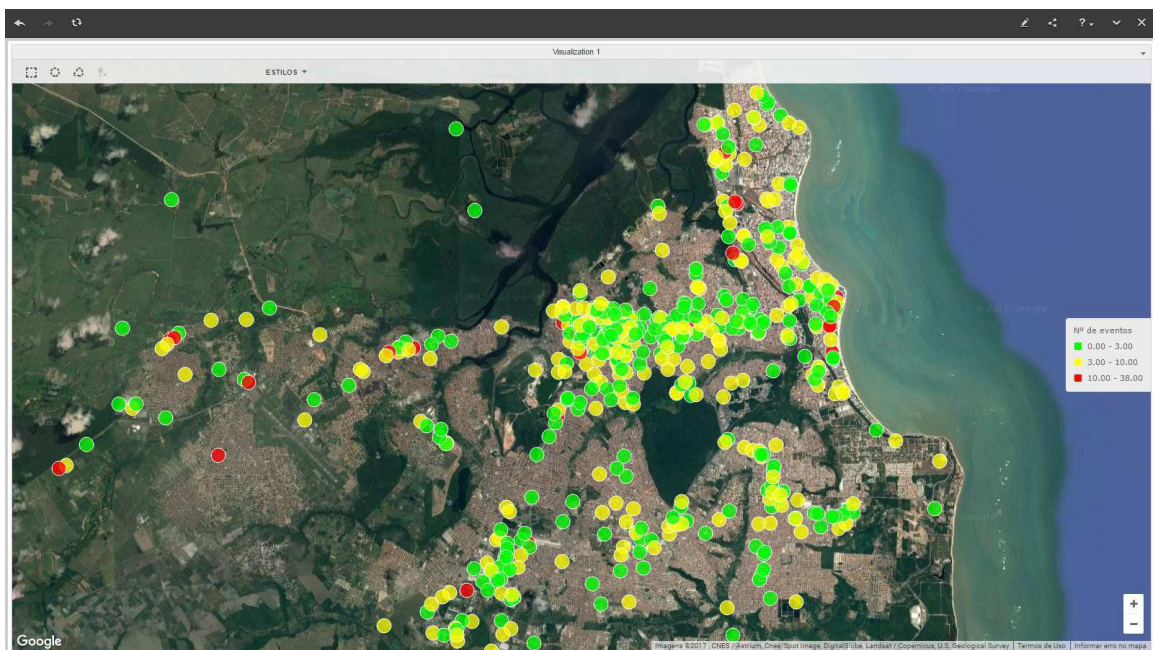 ?
Visualization 1
ESTILOS
© 2017 Google
2017 Google
Nº de eventos
0.00 - 3.00
3.00 - 10.00
10.00 - 38.00
+
−
Google
Imagens ©2017 , CNES / Astrium, Cnes/Spot Image, DigitalGlobe, Landsat / Copernicus, U.S. Geological Survey | Termos de Uso | Informar erro no mapa